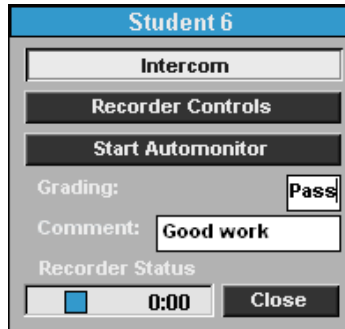 Student 6
Intercom
Recorder Controls
Start Automonitor
Grading: Pass
Comment: Good work
Recorder Status
0:00 Close